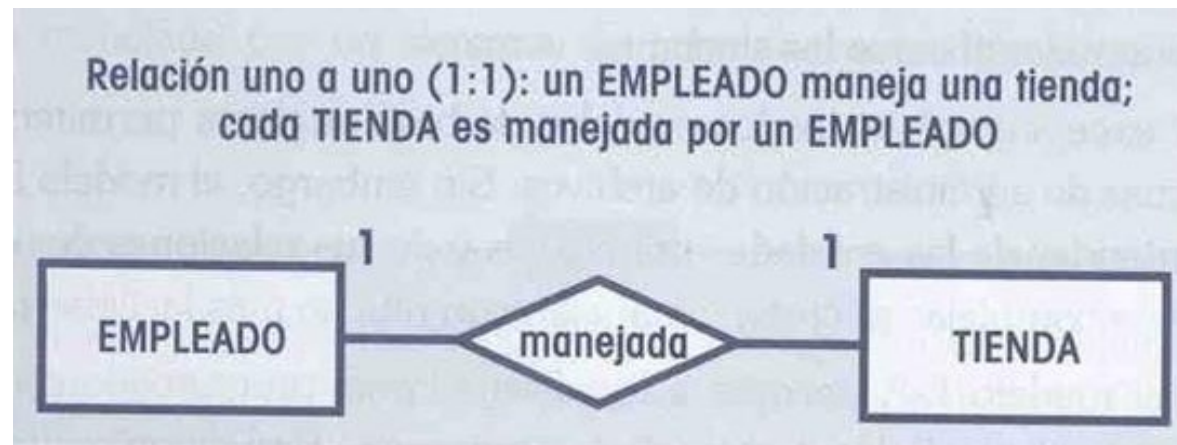 Relación uno a uno (1:1): un EMPLEADO maneja una tienda;
cada TIENDA es manejada por un EMPLEADO
1
1
EMPLEADO
manejada
TIENDA